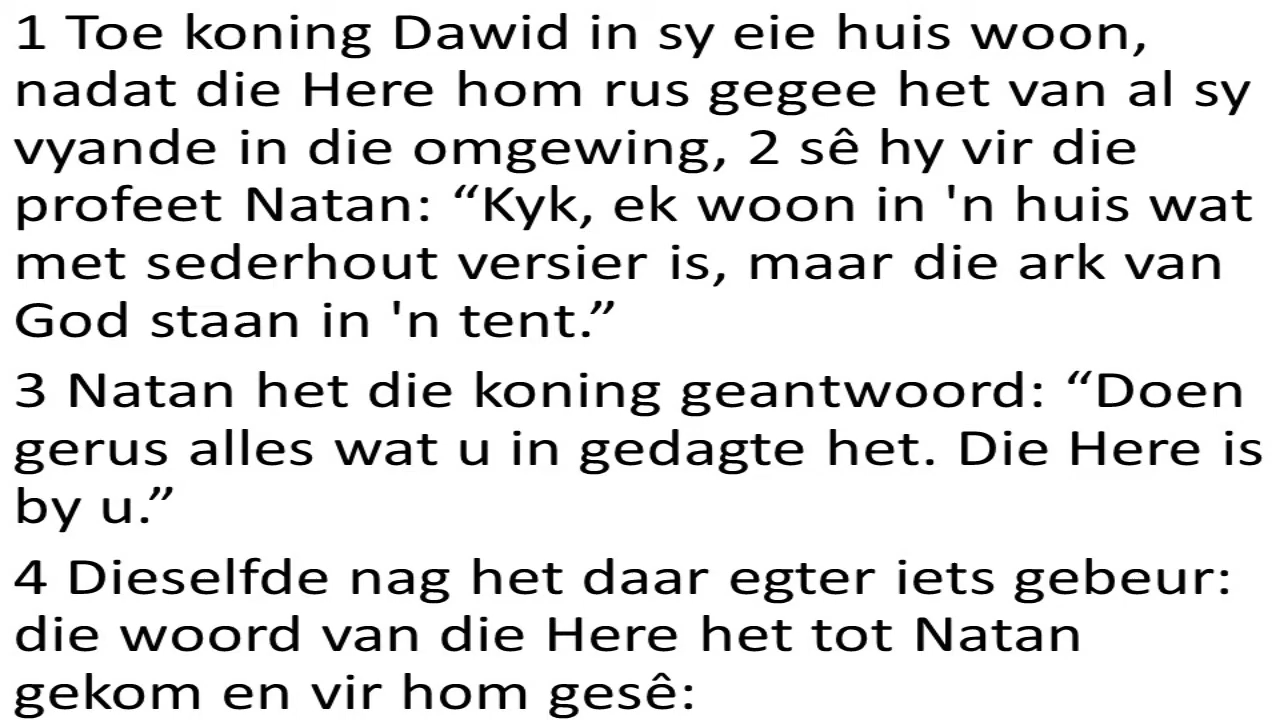 1 Toe koning Dawid in sy eie huis woon,
nadat die Here hom rus gegee het van al sy
vyande in die omgewing, 2 sê hy vir die
profeet Natan: “Kyk, ek woon in 'n huis wat
met sederhout versier is, maar die ark van
God staan in 'n tent.”
3 Natan het die koning geantwoord: “Doen
gerus alles wat u in gedagte het. Die Here is
by u.”
4 Dieselfde nag het daar egter iets gebeur:
die woord van die Here het tot Natan
gekom en vir hom gesê: